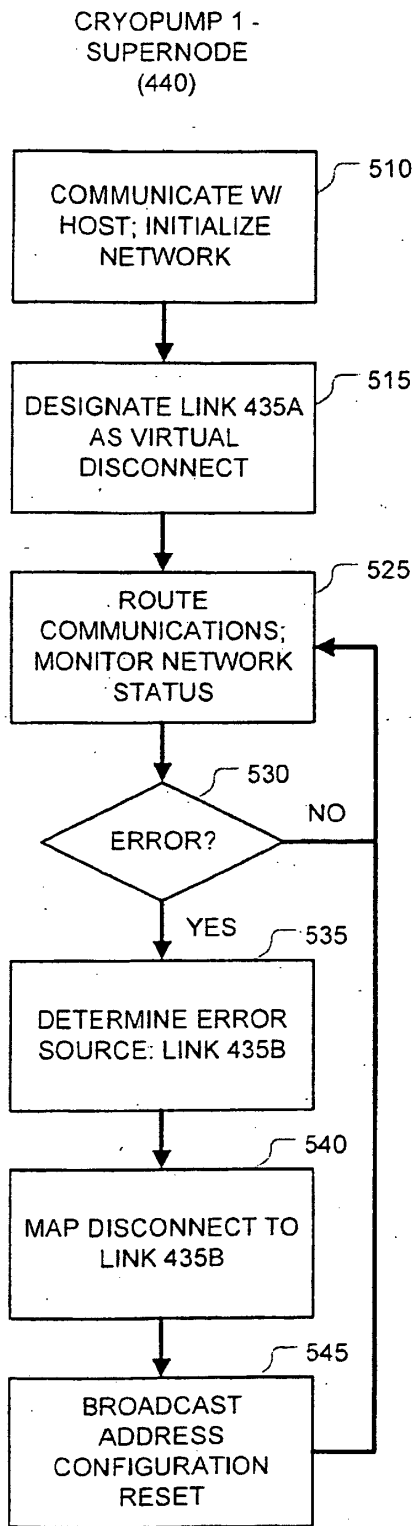 CRYOPUMP 1 -
SUPERNODE
(440)
510
COMMUNICATE W/
HOST; INITIALIZE
NETWORK
515
DESIGNATE LINK 435A
AS VIRTUAL
DISCONNECT
525
ROUTE
COMMUNICATIONS;
MONITOR NETWORK
STATUS
530
ERROR?
NO
YES
535
DETERMINE ERROR
SOURCE: LINK 435B
540
MAP DISCONNECT TO
LINK 435B
545
BROADCAST
ADDRESS
CONFIGURATION
RESET